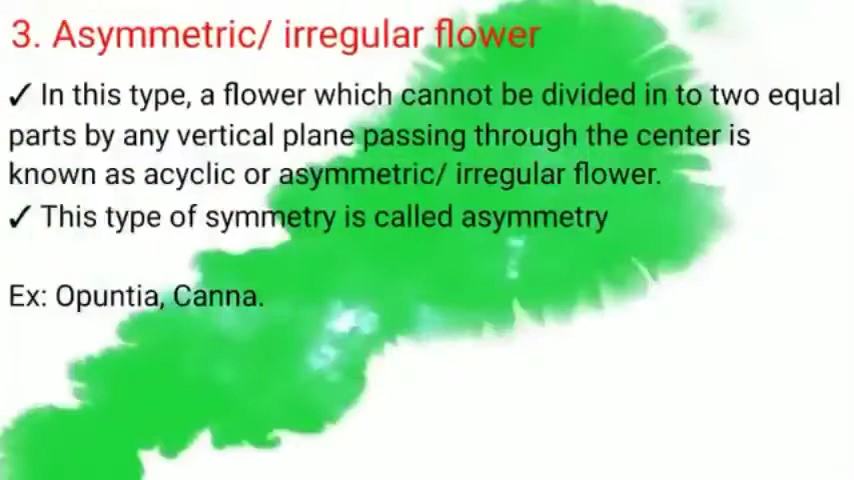 3. Asymmetric/ irregular flower
✓ In this type, a flower which cannot be divided in to two equal
parts by any vertical plane passing through the center is
known as acyclic or asymmetric/ irregular flower.
✓ This type of symmetry is called asymmetry
Ex: Opuntia, Canna.